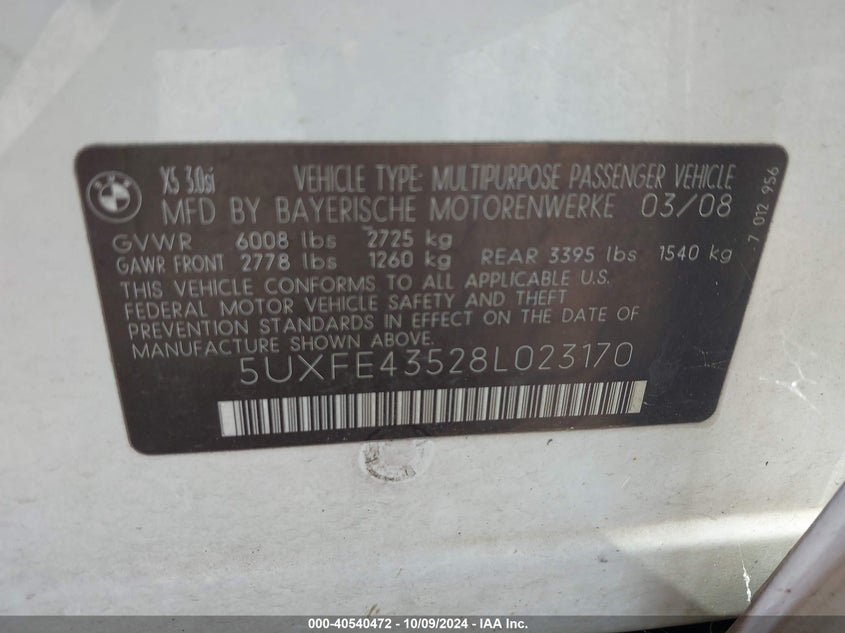 BMW
X5 3.0si VEHICLE TYPE: MULTIPURPOSE PASSENGER VEHICLE
MFD BY BAYERISCHE MOTORENWERKE 03/08
GVWR 6008 lbs 2725 kg
GAWR FRONT 2778 lbs 1260 kg REAR 3395 lbs 1540 kg
THIS VEHICLE CONFORMS TO ALL APPLICABLE U.S.
FEDERAL MOTOR VEHICLE SAFETY AND THEFT
PREVENTION STANDARDS IN EFFECT ON THE DATE OF
MANUFACTURE SHOWN ABOVE.
5UXFE43528L023170
7 012 956
000-40540472 - 10/09/2024 - IAA Inc.